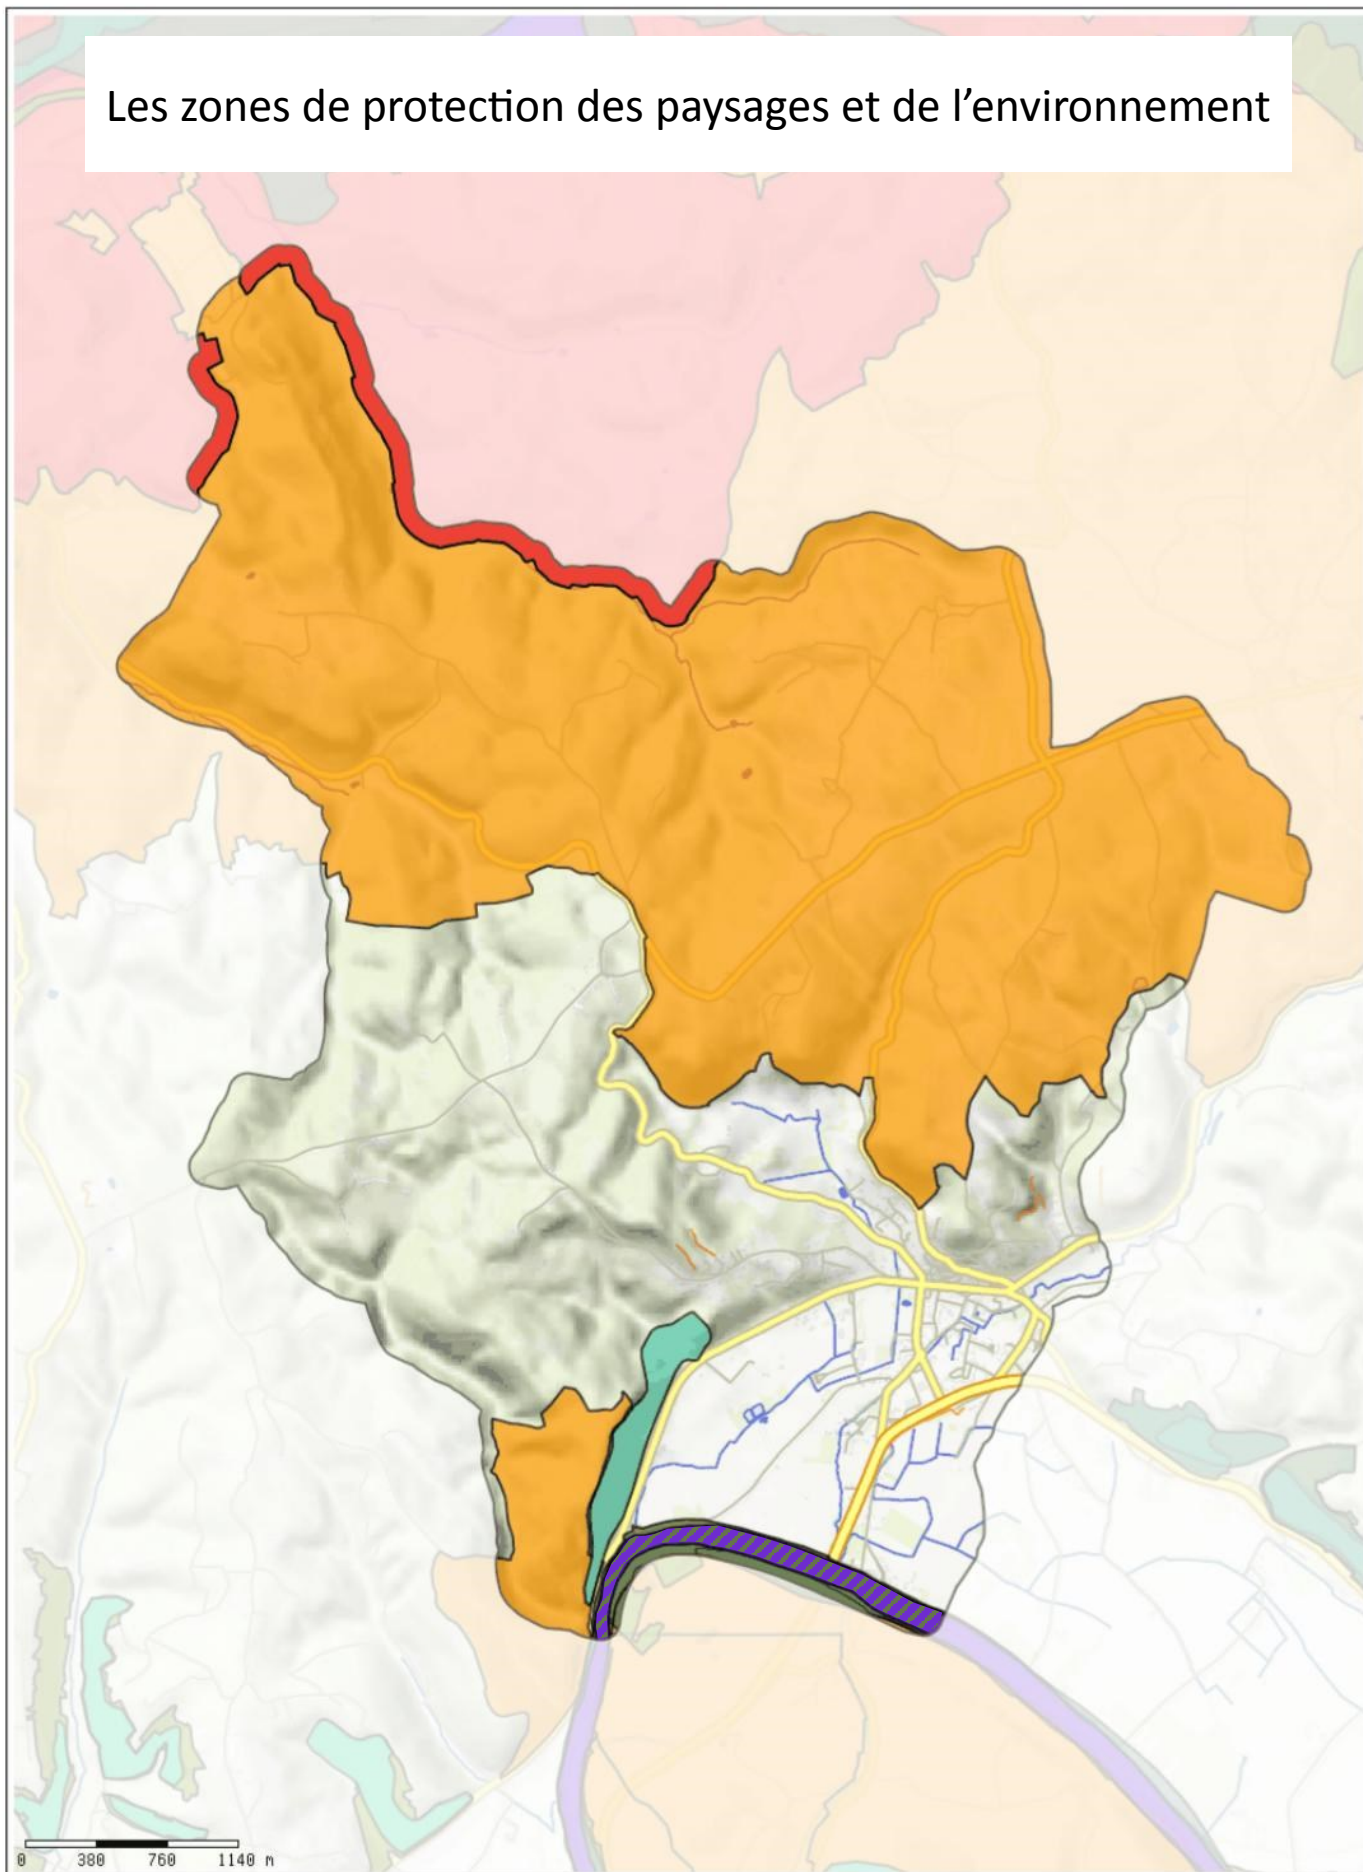 Les zones de protection des paysages et de l’environnement
0 380 760 1140 m